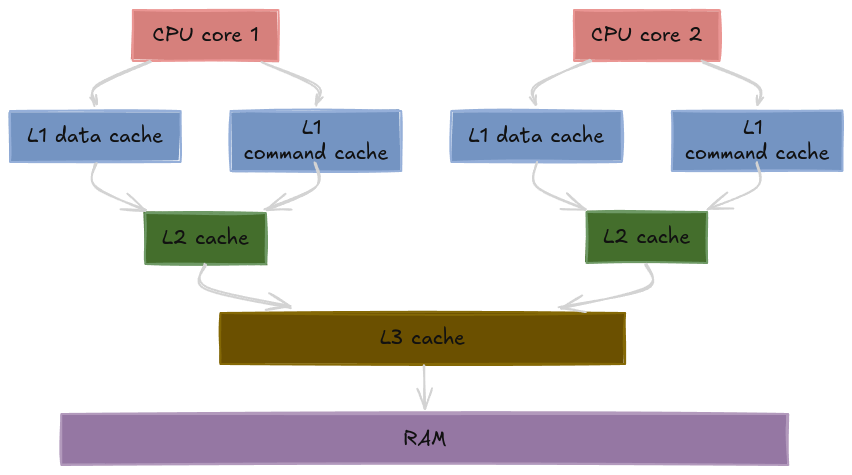 CPU core 1
CPU core 2
L1 data cache
L1
command cache
L1 data cache
L1
command cache
L2 cache
L2 cache
L3 cache
RAM